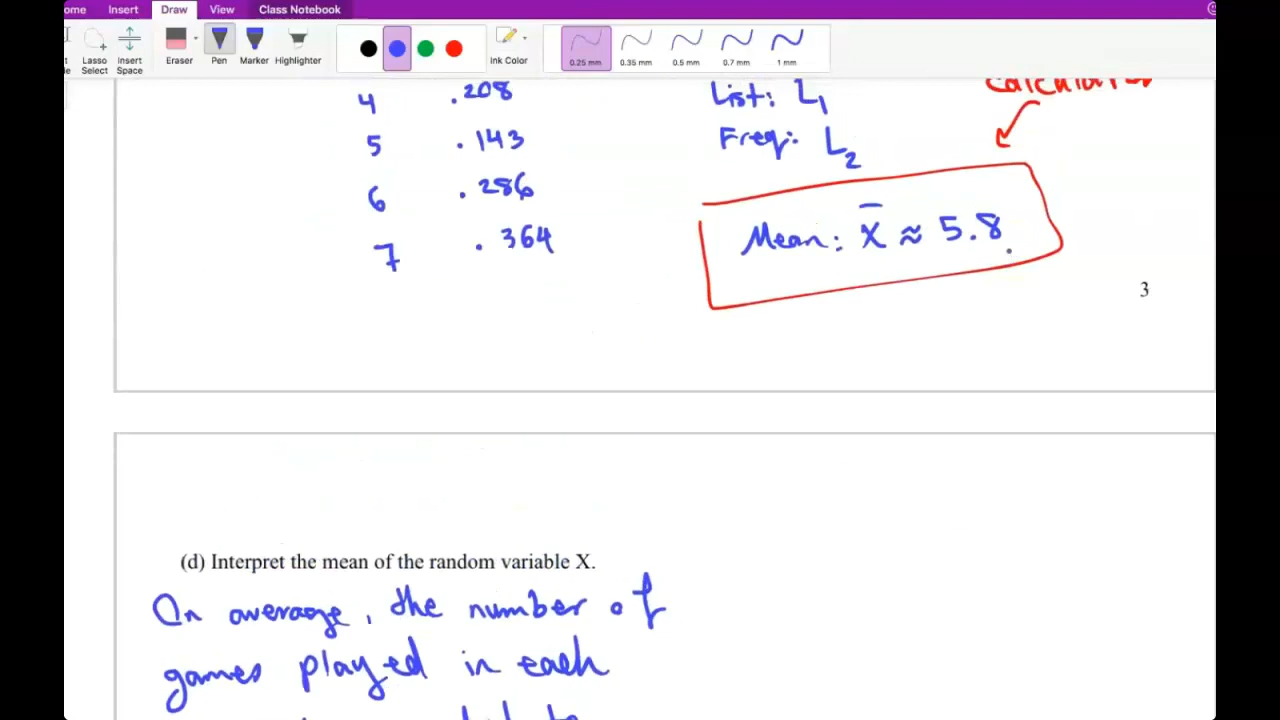 ome Insert Draw View Class Notebook
Lasso Select
Insert Space
Eraser
Pen
Marker
Highlighter
Ink Color
0.25 mm
0.35 mm
0.5 mm
0.7 mm
1 mm
4 .208
5 .143
6 .286
7 .364
List: L1
Freq: L2
Mean: x̄ ≈ 5.8
3
(d) Interpret the mean of the random variable X.
On average, the number of
games played in each